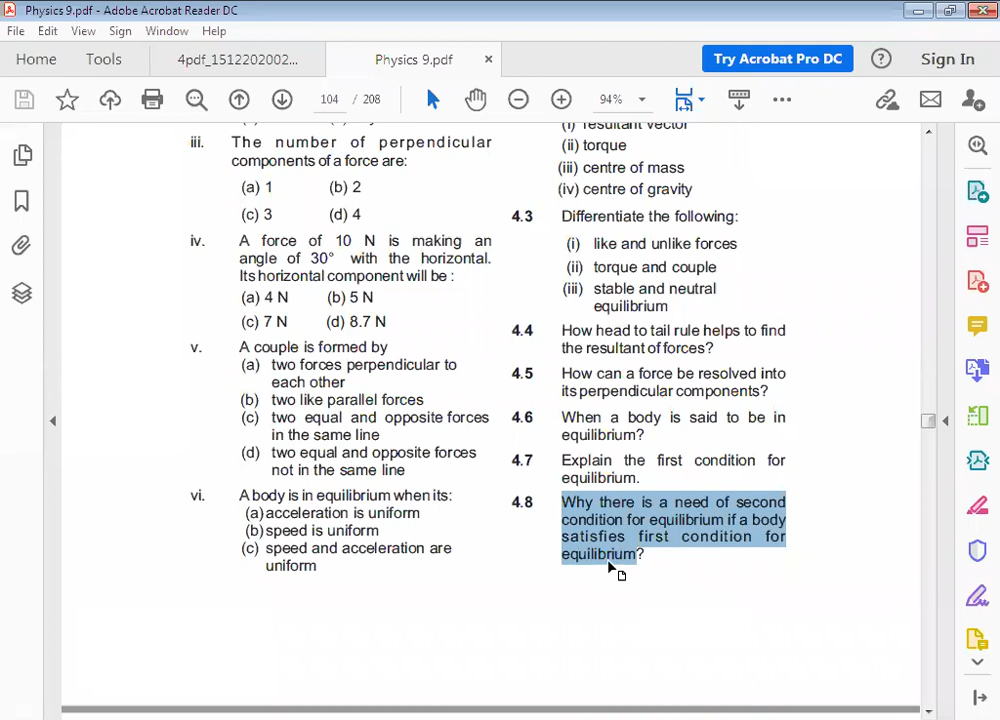 Physics 9.pdf - Adobe Acrobat Reader DC
File Edit View Sign Window Help
Home Tools 4pdf_1512202002... Physics 9.pdf × Try Acrobat Pro DC ? Sign In
104 / 208 94%
iii. The number of perpendicular
components of a force are:
(a) 1 (b) 2
(c) 3 (d) 4
iv. A force of 10 N is making an
angle of 30° with the horizontal.
Its horizontal component will be :
(a) 4 N (b) 5 N
(c) 7 N (d) 8.7 N
v. A couple is formed by
(a) two forces perpendicular to
each other
(b) two like parallel forces
(c) two equal and opposite forces
in the same line
(d) two equal and opposite forces
not in the same line
vi. A body is in equilibrium when its:
(a) acceleration is uniform
(b) speed is uniform
(c) speed and acceleration are
uniform
(i) resultant vector
(ii) torque
(iii) centre of mass
(iv) centre of gravity
4.3 Differentiate the following:
(i) like and unlike forces
(ii) torque and couple
(iii) stable and neutral
equilibrium
4.4 How head to tail rule helps to find
the resultant of forces?
4.5 How can a force be resolved into
its perpendicular components?
4.6 When a body is said to be in
equilibrium?
4.7 Explain the first condition for
equilibrium.
4.8 Why there is a need of second
condition for equilibrium if a body
satisfies first condition for
equilibrium?